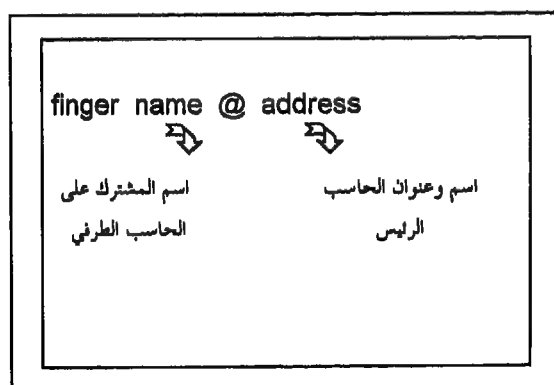 finger name @ address
اسم وعنوان الحاسب
الرئيس
اسم المشترك على
الحاسب الطرفي